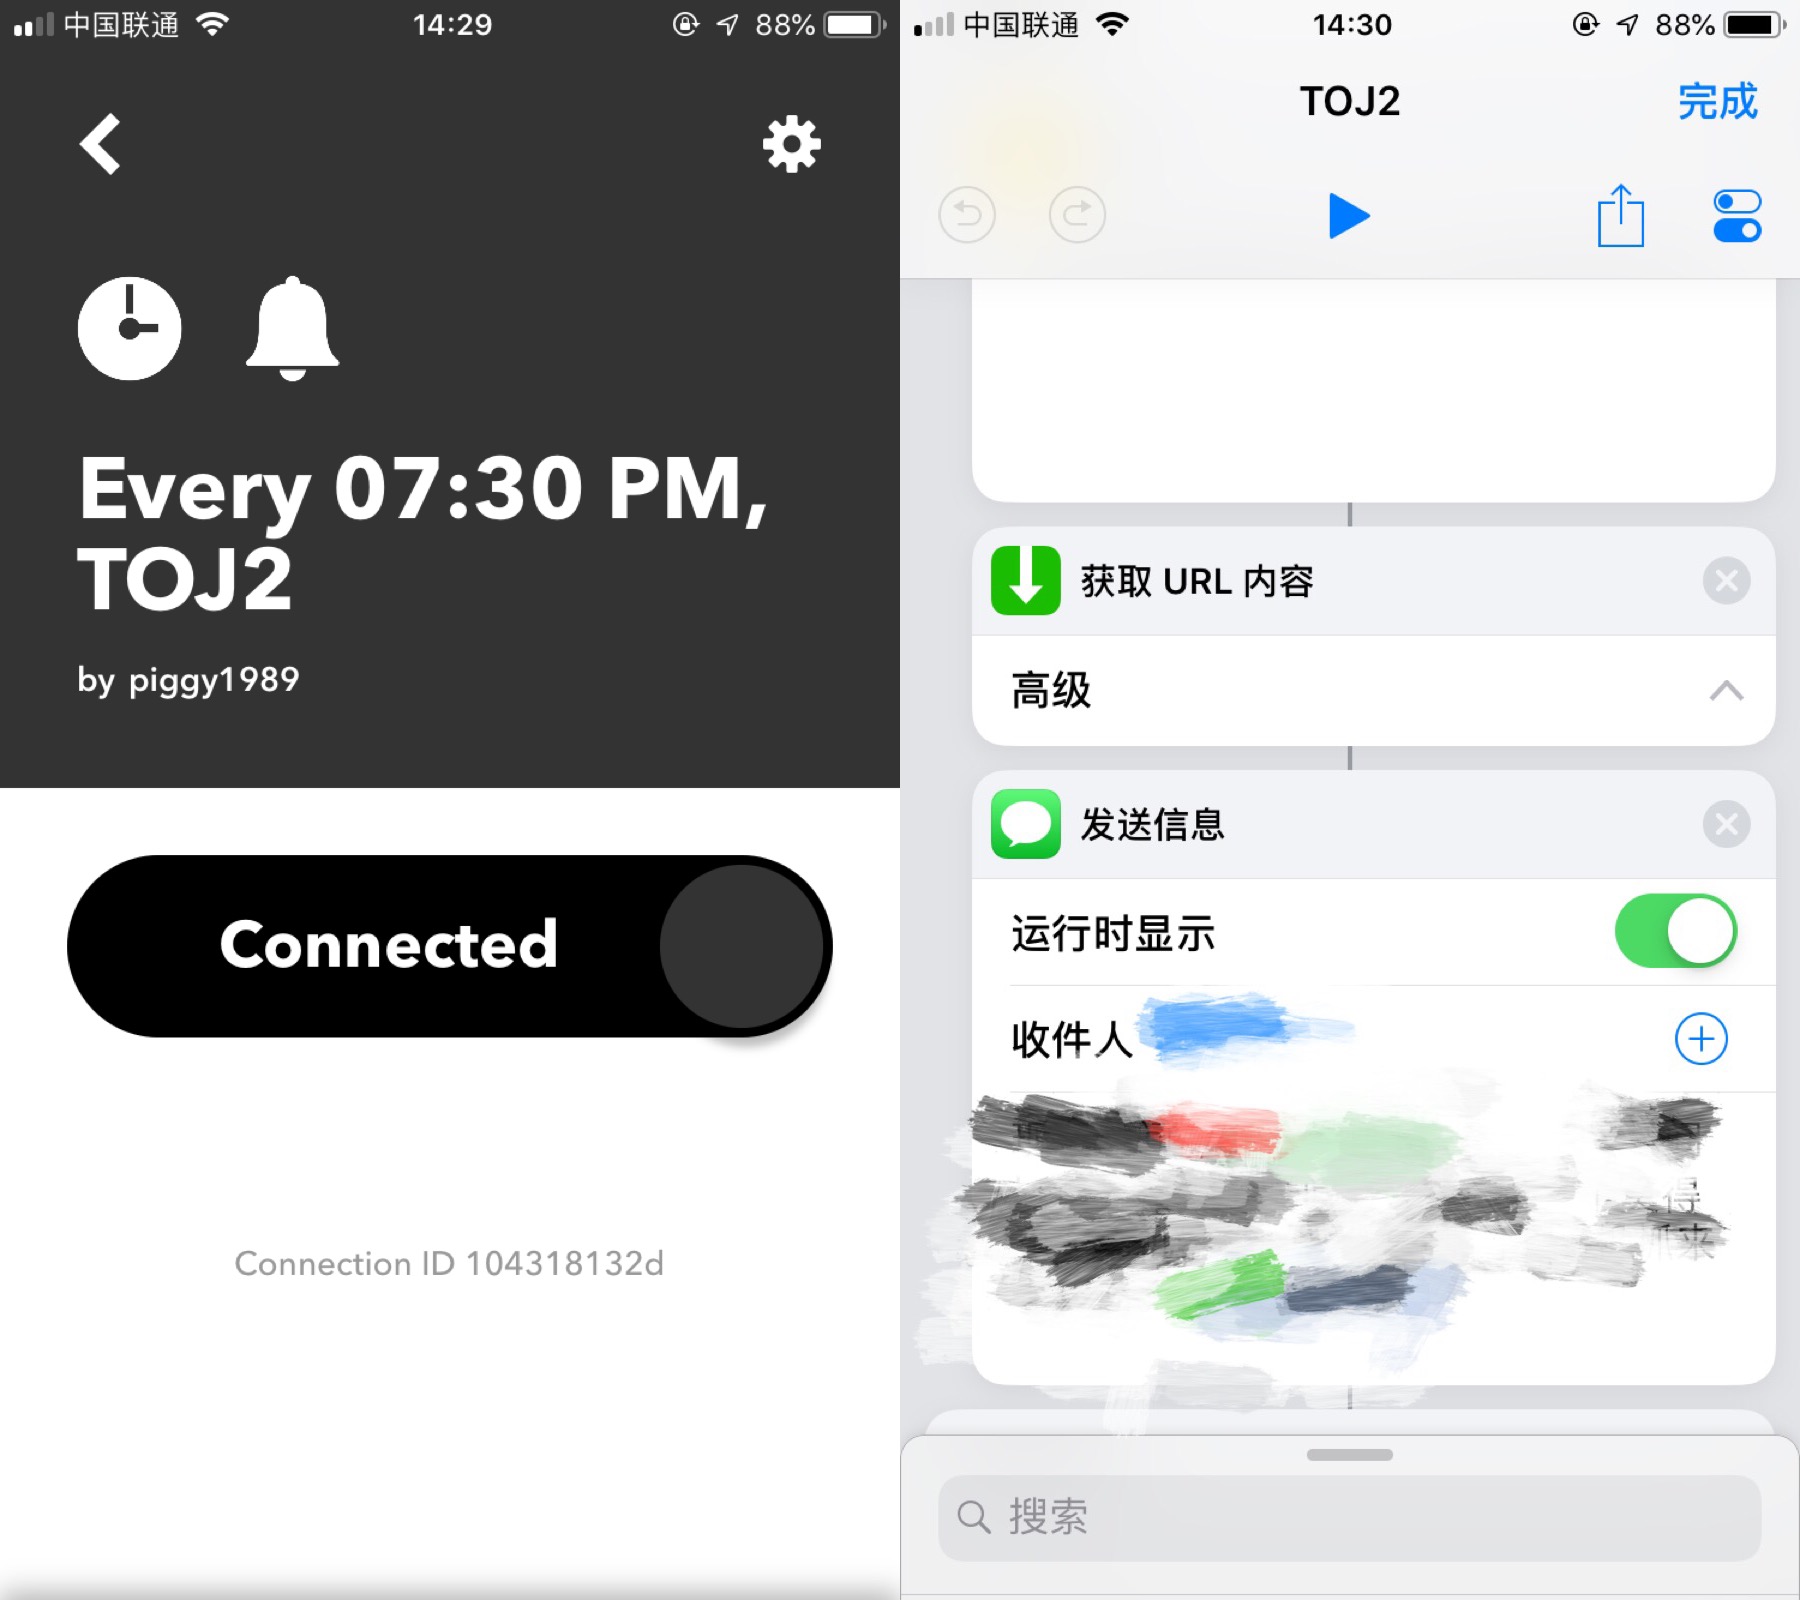 中国联通
14:29
88%
Every 07:30 PM,
TOJ2
by piggy1989
Connected
Connection ID 104318132d
中国联通
14:30
88%
TOJ2
完成
获取 URL 内容
高级
发送信息
运行时显示
收件人
得
来
搜索